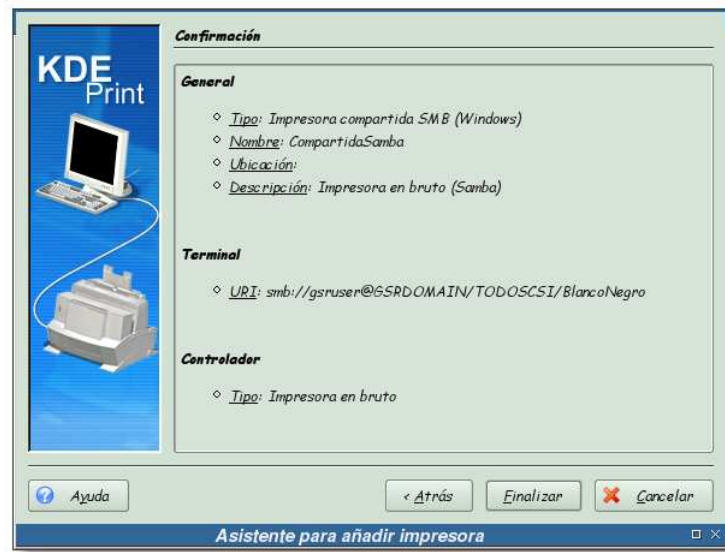 Confirmación
KDE
Print
General
Tipo: Impresora compartida SMB (Windows)
Nombre: CompartidaSamba
Ubicación:
Descripción: Impresora en bruto (Samba)
Terminal
URI: smb://gsruser@GSRDOMAIN/TODOSCSI/BlancoNegro
Controlador
Tipo: Impresora en bruto
Ayuda
< Atrás
Finalizar
Cancelar
Asistente para añadir impresora